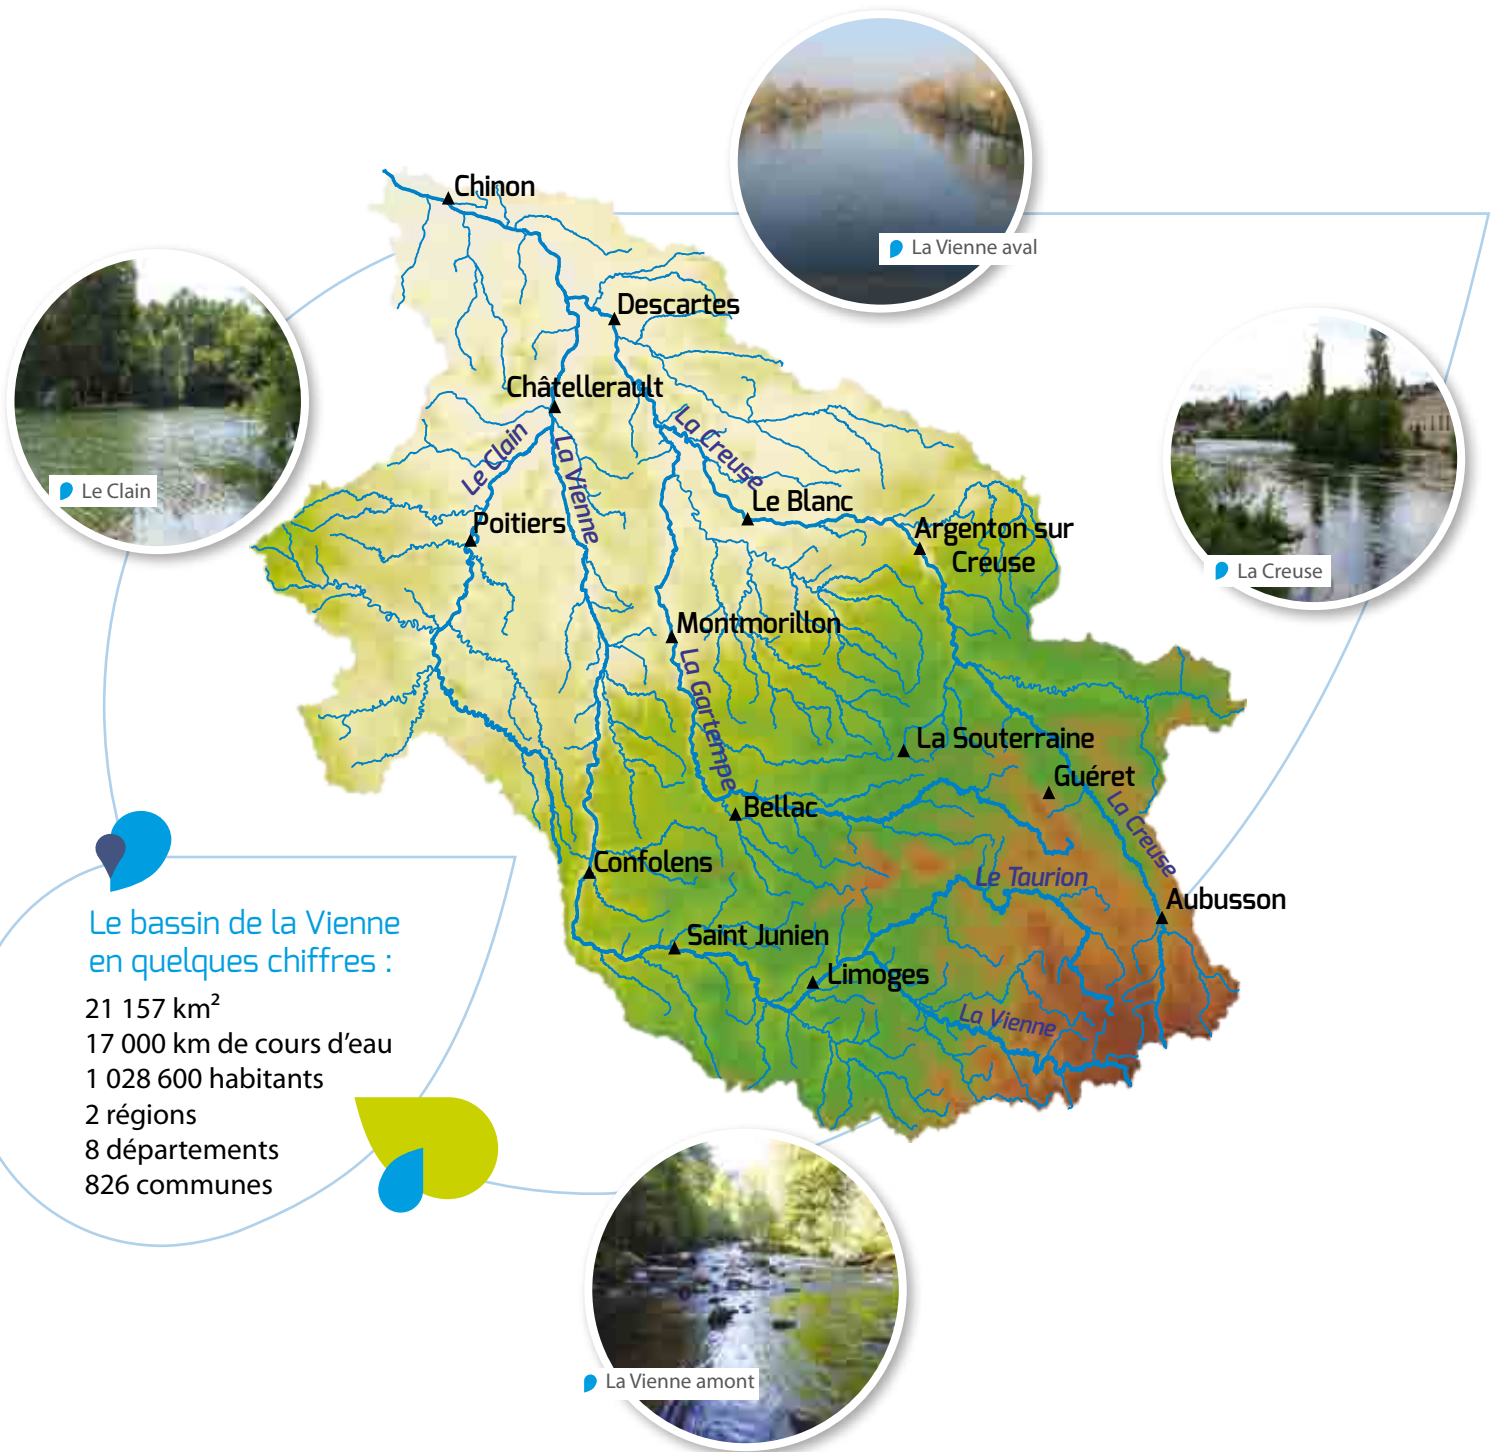 La Vienne aval
Chinon
Descartes
Le Clain
Châtellerault
La Creuse
Le Clain
La Vienne
Le Blanc
Poitiers
Argenton sur
Creuse
La Creuse
Montmorillon
La Gartempe
La Souterraine
Guéret
Bellac
La Creuse
Confolens
Le Taurion
Aubusson
Saint Junien
Limoges
La Vienne
Le bassin de la Vienne
en quelques chiffres :
21 157 km²
17 000 km de cours d'eau
1 028 600 habitants
2 régions
8 départements
826 communes
La Vienne amont